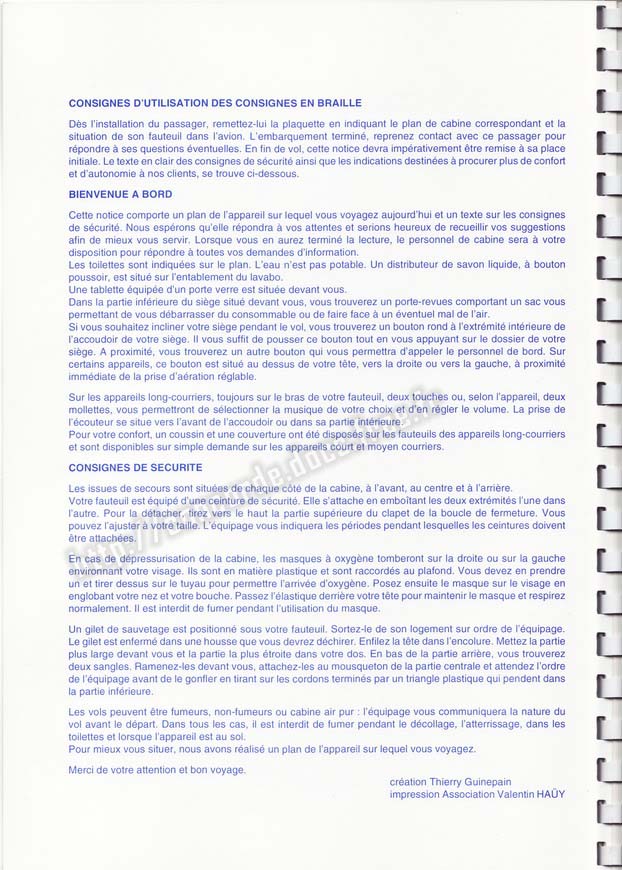 CONSIGNES D'UTILISATION DES CONSIGNES EN BRAILLE
Dès l'installation du passager, remettez-lui la plaquette en indiquant le plan de cabine correspondant et la
situation de son fauteuil dans l'avion. L'embarquement terminé, reprenez contact avec ce passager pour
répondre à ses questions éventuelles. En fin de vol, cette notice devra impérativement être remise à sa place
initiale. Le texte en clair des consignes de sécurité ainsi que les indications destinées à procurer plus de confort
et d'autonomie à nos clients, se trouve ci-dessous.
BIENVENUE A BORD
Cette notice comporte un plan de l'appareil sur lequel vous voyagez aujourd'hui et un texte sur les consignes
de sécurité. Nous espérons qu'elle répondra à vos attentes et serions heureux de recueillir vos suggestions
afin de mieux vous servir. Lorsque vous en aurez terminé la lecture, le personnel de cabine sera à votre
disposition pour répondre à toutes vos demandes d'information.
Les toilettes sont indiquées sur le plan. L'eau n'est pas potable. Un distributeur de savon liquide, à bouton
poussoir, est situé sur l'entablement du lavabo.
Une tablette équipée d'un porte verre est située devant vous.
Dans la partie inférieure du siège situé devant vous, vous trouverez un porte-revues comportant un sac vous
permettant de vous débarrasser du consommable ou de faire face à un éventuel mal de l'air.
Si vous souhaitez incliner votre siège pendant le vol, vous trouverez un bouton rond à l'extrémité intérieure de
l'accoudoir de votre siège. Il vous suffit de pousser ce bouton tout en vous appuyant sur le dossier de votre
siège. A proximité, vous trouverez un autre bouton qui vous permettra d'appeler le personnel de bord. Sur
certains appareils, ce bouton est situé au dessus de votre tête, vers la droite ou vers la gauche, à proximité
immédiate de la prise d'aération réglable.
Sur les appareils long-courriers, toujours sur le bras de votre fauteuil, deux touches ou, selon l'appareil, deux
mollettes, vous permettront de sélectionner la musique de votre choix et d'en régler le volume. La prise de
l'écouteur se situe vers l'avant de l'accoudoir ou dans sa partie intérieure.
Pour votre confort, un coussin et une couverture ont été disposés sur les fauteuils des appareils long-courriers
et sont disponibles sur simple demande sur les appareils court et moyen courriers.
CONSIGNES DE SECURITE
Les issues de secours sont situées de chaque côté de la cabine, à l'avant, au centre et à l'arrière.
Votre fauteuil est équipé d'une ceinture de sécurité. Elle s'attache en emboîtant les deux extrémités l'une dans
l'autre. Pour la détacher, tirez vers le haut la partie supérieure du clapet de la boucle de fermeture. Vous
pouvez l'ajuster à votre taille. L'équipage vous indiquera les périodes pendant lesquelles les ceintures doivent
être attachées.
En cas de dépressurisation de la cabine, les masques à oxygène tomberont sur la droite ou sur la gauche
environnant votre visage. Ils sont en matière plastique et sont raccordés au plafond. Vous devez en prendre
un et tirer dessus sur le tuyau pour permettre l'arrivée d'oxygène. Posez ensuite le masque sur le visage en
englobant votre nez et votre bouche. Passez l'élastique derrière votre tête pour maintenir le masque et respirez
normalement. Il est interdit de fumer pendant l'utilisation du masque.
Un gilet de sauvetage est positionné sous votre fauteuil. Sortez-le de son logement sur ordre de l'équipage.
Le gilet est enfermé dans une housse que vous devrez déchirer. Enfilez la tête dans l'encolure. Mettez la partie
plus large devant vous et la partie la plus étroite dans votre dos. En bas de la partie arrière, vous trouverez
deux sangles. Ramenez-les devant vous, attachez-les au mousqueton de la partie centrale et attendez l'ordre
de l'équipage avant de le gonfler en tirant sur les cordons terminés par un triangle plastique qui pendent dans
la partie inférieure.
Les vols peuvent être fumeurs, non-fumeurs ou cabine air pur : l'équipage vous communiquera la nature du
vol avant le départ. Dans tous les cas, il est interdit de fumer pendant le décollage, l'atterrissage, dans les
toilettes et lorsque l'appareil est au sol.
Pour mieux vous situer, nous avons réalisé un plan de l'appareil sur lequel vous voyagez.
Merci de votre attention et bon voyage.
création Thierry Guinepain
impression Association Valentin HAÜY